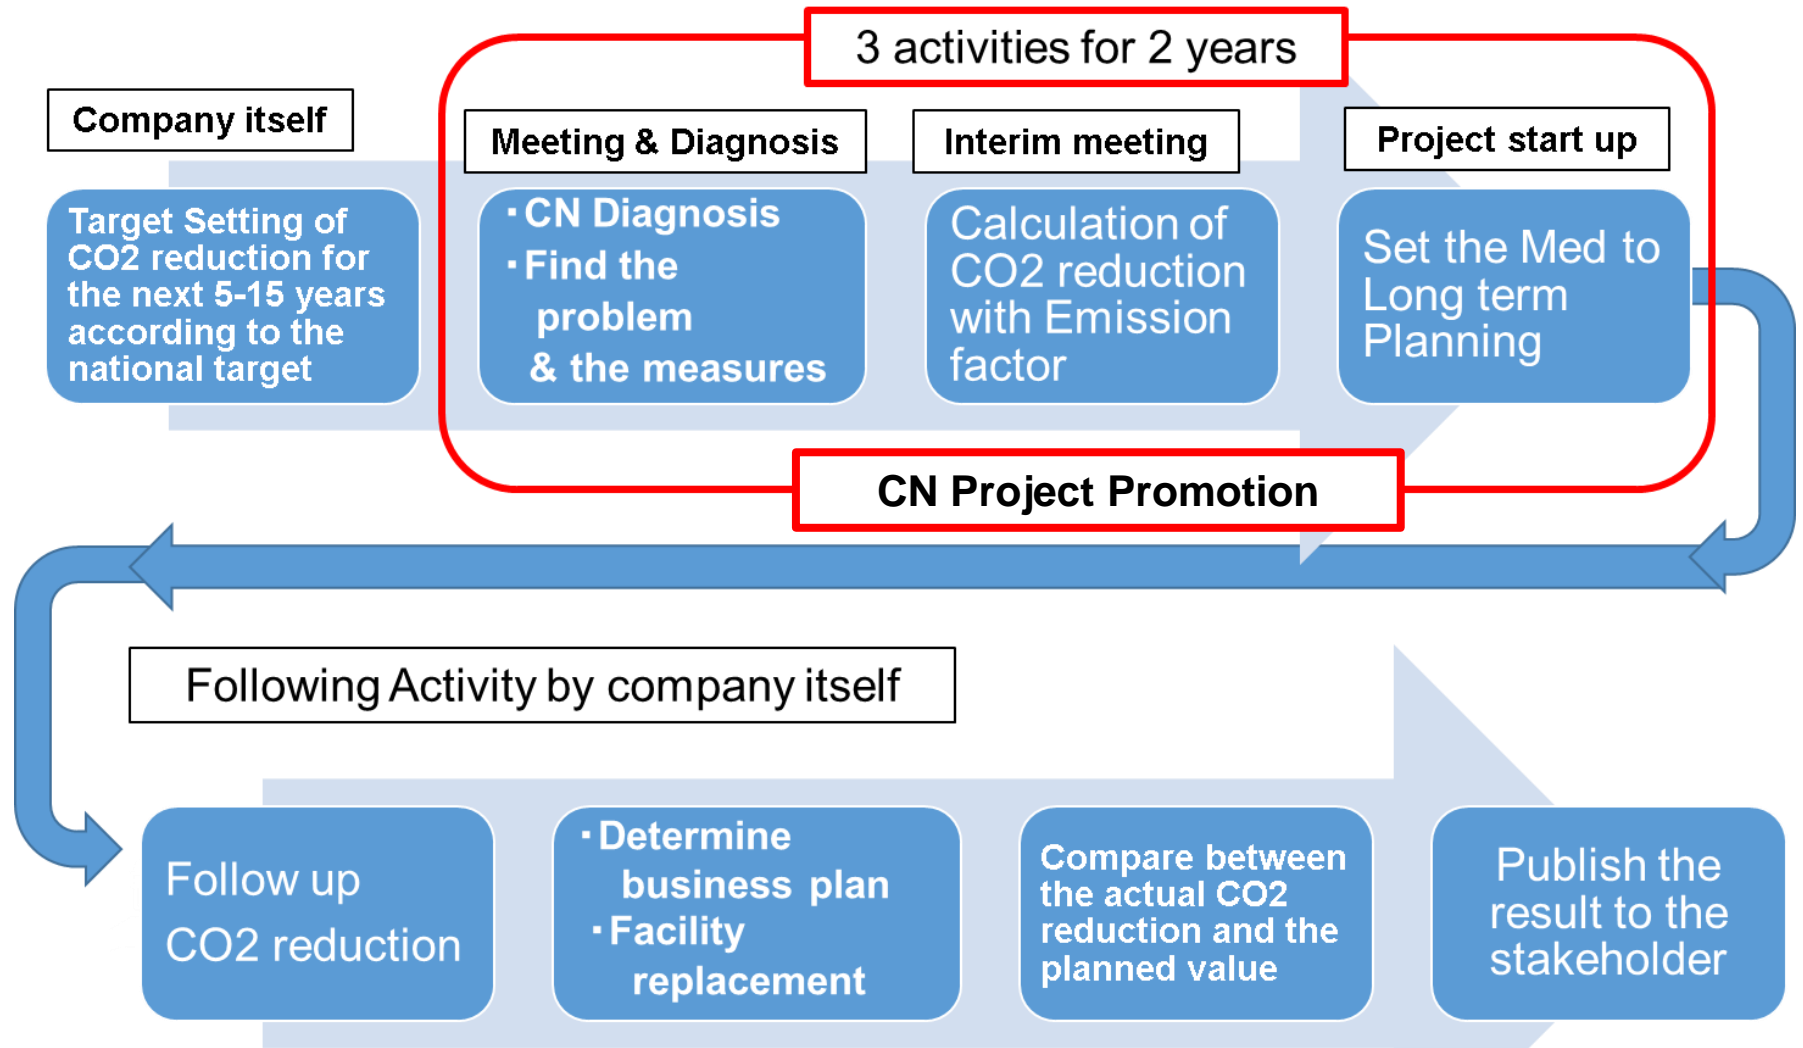 3 activities for 2 years
Company itself
Meeting & Diagnosis
Interim meeting
Project start up
Target Setting of
CO2 reduction for
the next 5-15 years
according to the
national target
・CN Diagnosis
・Find the
problem
& the measures
Calculation of
CO2 reduction
with Emission
factor
Set the Med to
Long term
Planning
CN Project Promotion
Following Activity by company itself
Follow up
CO2 reduction
・Determine
business plan
・Facility
replacement
Compare between
the actual CO2
reduction and the
planned value
Publish the
result to the
stakeholder